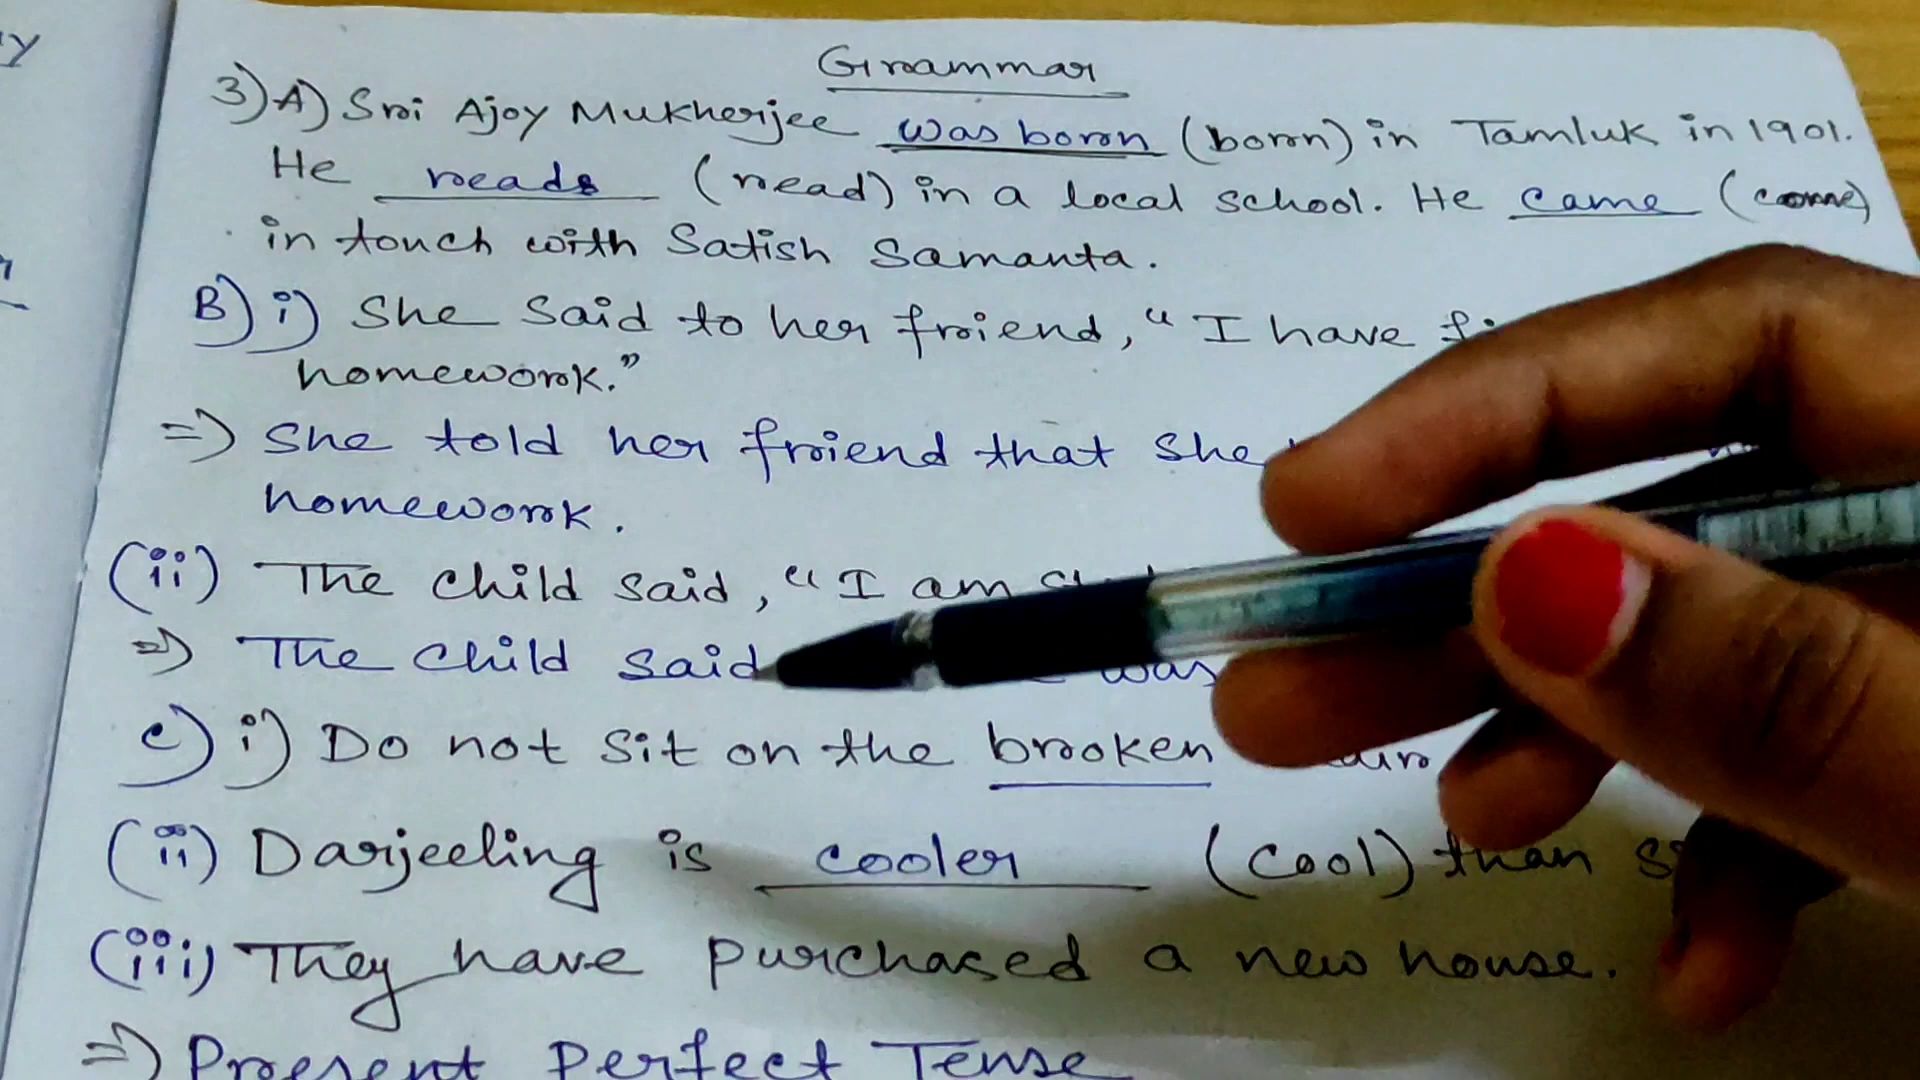 Grammar
3) A) Sri Ajoy Mukherjee was born (born) in Tamluk in 1901.
He reads (read) in a local school. He came (come)
in touch with Satish Samanta.
B) i) She said to her friend, "I have
homework."
=> She told her friend that she
homework.
(ii) The child said, "I am
=> The child said was
c) i) Do not sit on the broken
(ii) Darjeeling is cooler (cool) than
(iii) They have purchased a new house.
=> Present Perfect Tense